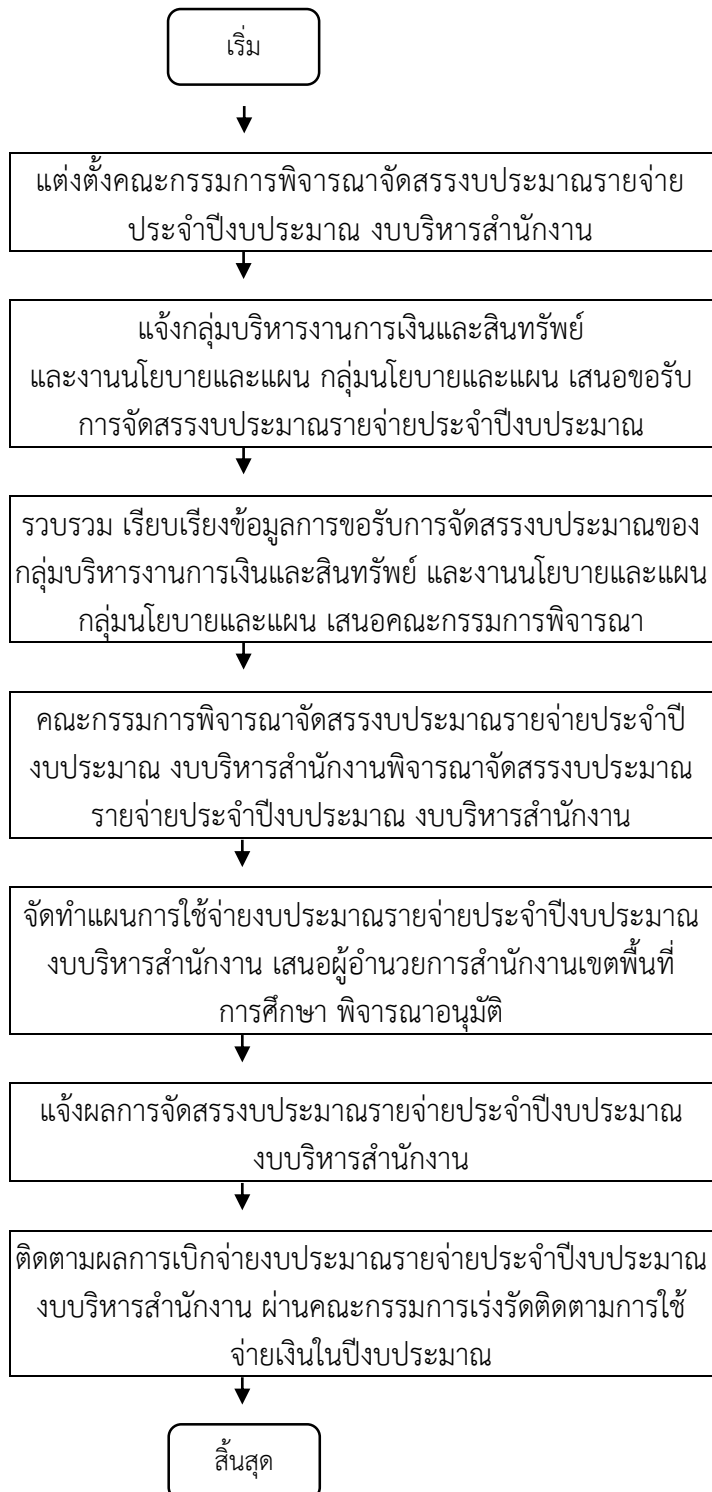 เริ่ม
แต่งตั้งคณะกรรมการพิจารณาจัดสรรงบประมาณรายจ่าย
ประจำปีงบประมาณ งบบริหารสำนักงาน
แจ้งกลุ่มบริหารงานการเงินและสินทรัพย์
และงานนโยบายและแผน กลุ่มนโยบายและแผน เสนอขอรับ
การจัดสรรงบประมาณรายจ่ายประจำปีงบประมาณ
รวบรวม เรียบเรียงข้อมูลการขอรับการจัดสรรงบประมาณของ
กลุ่มบริหารงานการเงินและสินทรัพย์ และงานนโยบายและแผน
กลุ่มนโยบายและแผน เสนอคณะกรรมการพิจารณา
คณะกรรมการพิจารณาจัดสรรงบประมาณรายจ่ายประจำปี
งบประมาณ งบบริหารสำนักงานพิจารณาจัดสรรงบประมาณ
รายจ่ายประจำปีงบประมาณ งบบริหารสำนักงาน
จัดทำแผนการใช้จ่ายงบประมาณรายจ่ายประจำปีงบประมาณ
งบบริหารสำนักงาน เสนอผู้อำนวยการสำนักงานเขตพื้นที่
การศึกษา พิจารณาอนุมัติ
แจ้งผลการจัดสรรงบประมาณรายจ่ายประจำปีงบประมาณ
งบบริหารสำนักงาน
ติดตามผลการเบิกจ่ายงบประมาณรายจ่ายประจำปีงบประมาณ
งบบริหารสำนักงาน ผ่านคณะกรรมการเร่งรัดติดตามการใช้
จ่ายเงินในปีงบประมาณ
สิ้นสุด